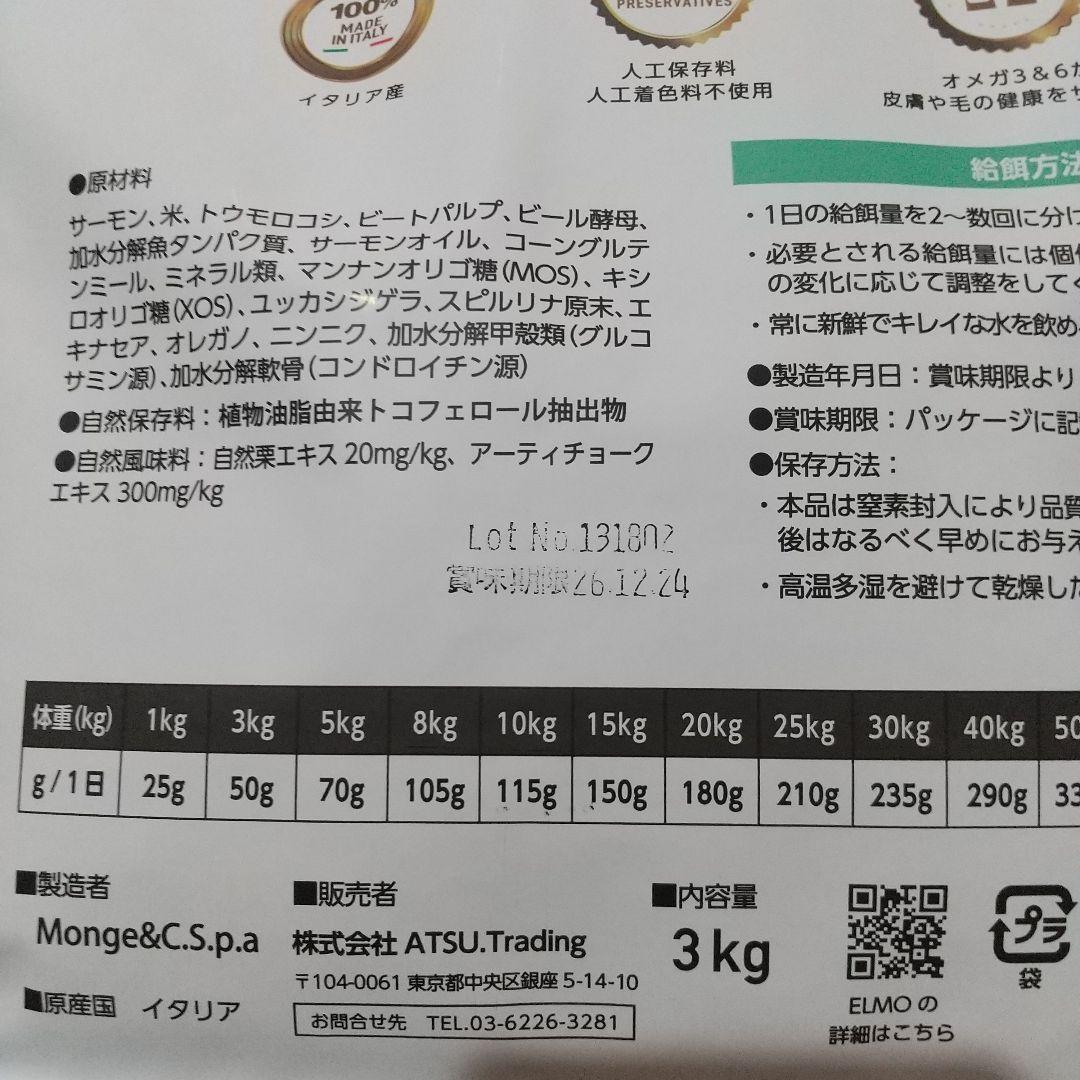 100%
MADE
IN ITALY
イタリア産
PRESERVATIVES
人工保存料
人工着色料不使用
オメガ3&6が
皮膚や毛の健康をサ
●原材料
サーモン、米、トウモロコシ、ビートパルプ、ビール酵母、
加水分解魚タンパク質、サーモンオイル、コーングルテ
ンミール、ミネラル類、マンナンオリゴ糖(MOS)、キシ
ロオリゴ糖(XOS)、ユッカシジゲラ、スピルリナ原末、エ
キナセア、オレガノ、ニンニク、加水分解甲殻類(グルコ
サミン源)、加水分解軟骨(コンドロイチン源)
●自然保存料：植物油脂由来トコフェロール抽出物
●自然風味料：自然栗エキス 20mg/kg、アーティチョーク
エキス 300mg/kg
Lot No.131802
賞味期限26.12.24
給餌方法
・1日の給餌量を2〜数回に分け
・必要とされる給餌量には個体
の変化に応じて調整をしてく
・常に新鮮でキレイな水を飲め
●製造年月日：賞味期限より
●賞味期限：パッケージに記
●保存方法：
・本品は窒素封入により品質
後はなるべく早めにお与え
・高温多湿を避けて乾燥した
体重(kg) 1kg 3kg 5kg 8kg 10kg 15kg 20kg 25kg 30kg 40kg 50
g/1日 25g 50g 70g 105g 115g 150g 180g 210g 235g 290g 33
■製造者
Monge&C.S.p.a
■原産国 イタリア
■販売者
株式会社 ATSU.Trading
〒104-0061 東京都中央区銀座 5-14-10
お問合せ先 TEL.03-6226-3281
■内容量
3kg
ELMO の
詳細はこちら
プラ
袋